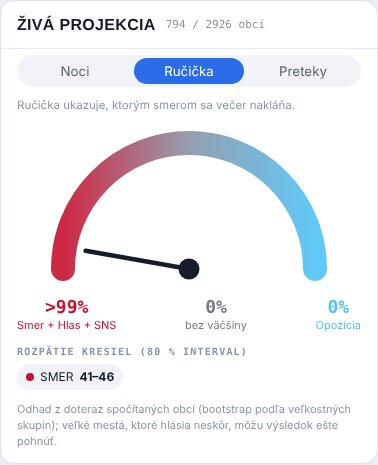 ŽIVÁ PROJEKCIA 794 / 2926 obcí
Noci Ručička Preteky
Ručička ukazuje, ktorým smerom sa večer nakláňa.
>99% 0% 0%
Smer + Hlas + SNS bez väčšiny Opozícia
ROZPÄTIE KRESIEL (80 % INTERVAL)
SMER 41–46
Odhad z doteraz spočítaných obcí (bootstrap podľa veľkostných
skupín); veľké mestá, ktoré hlásia neskôr, môžu výsledok ešte
pohnúť.